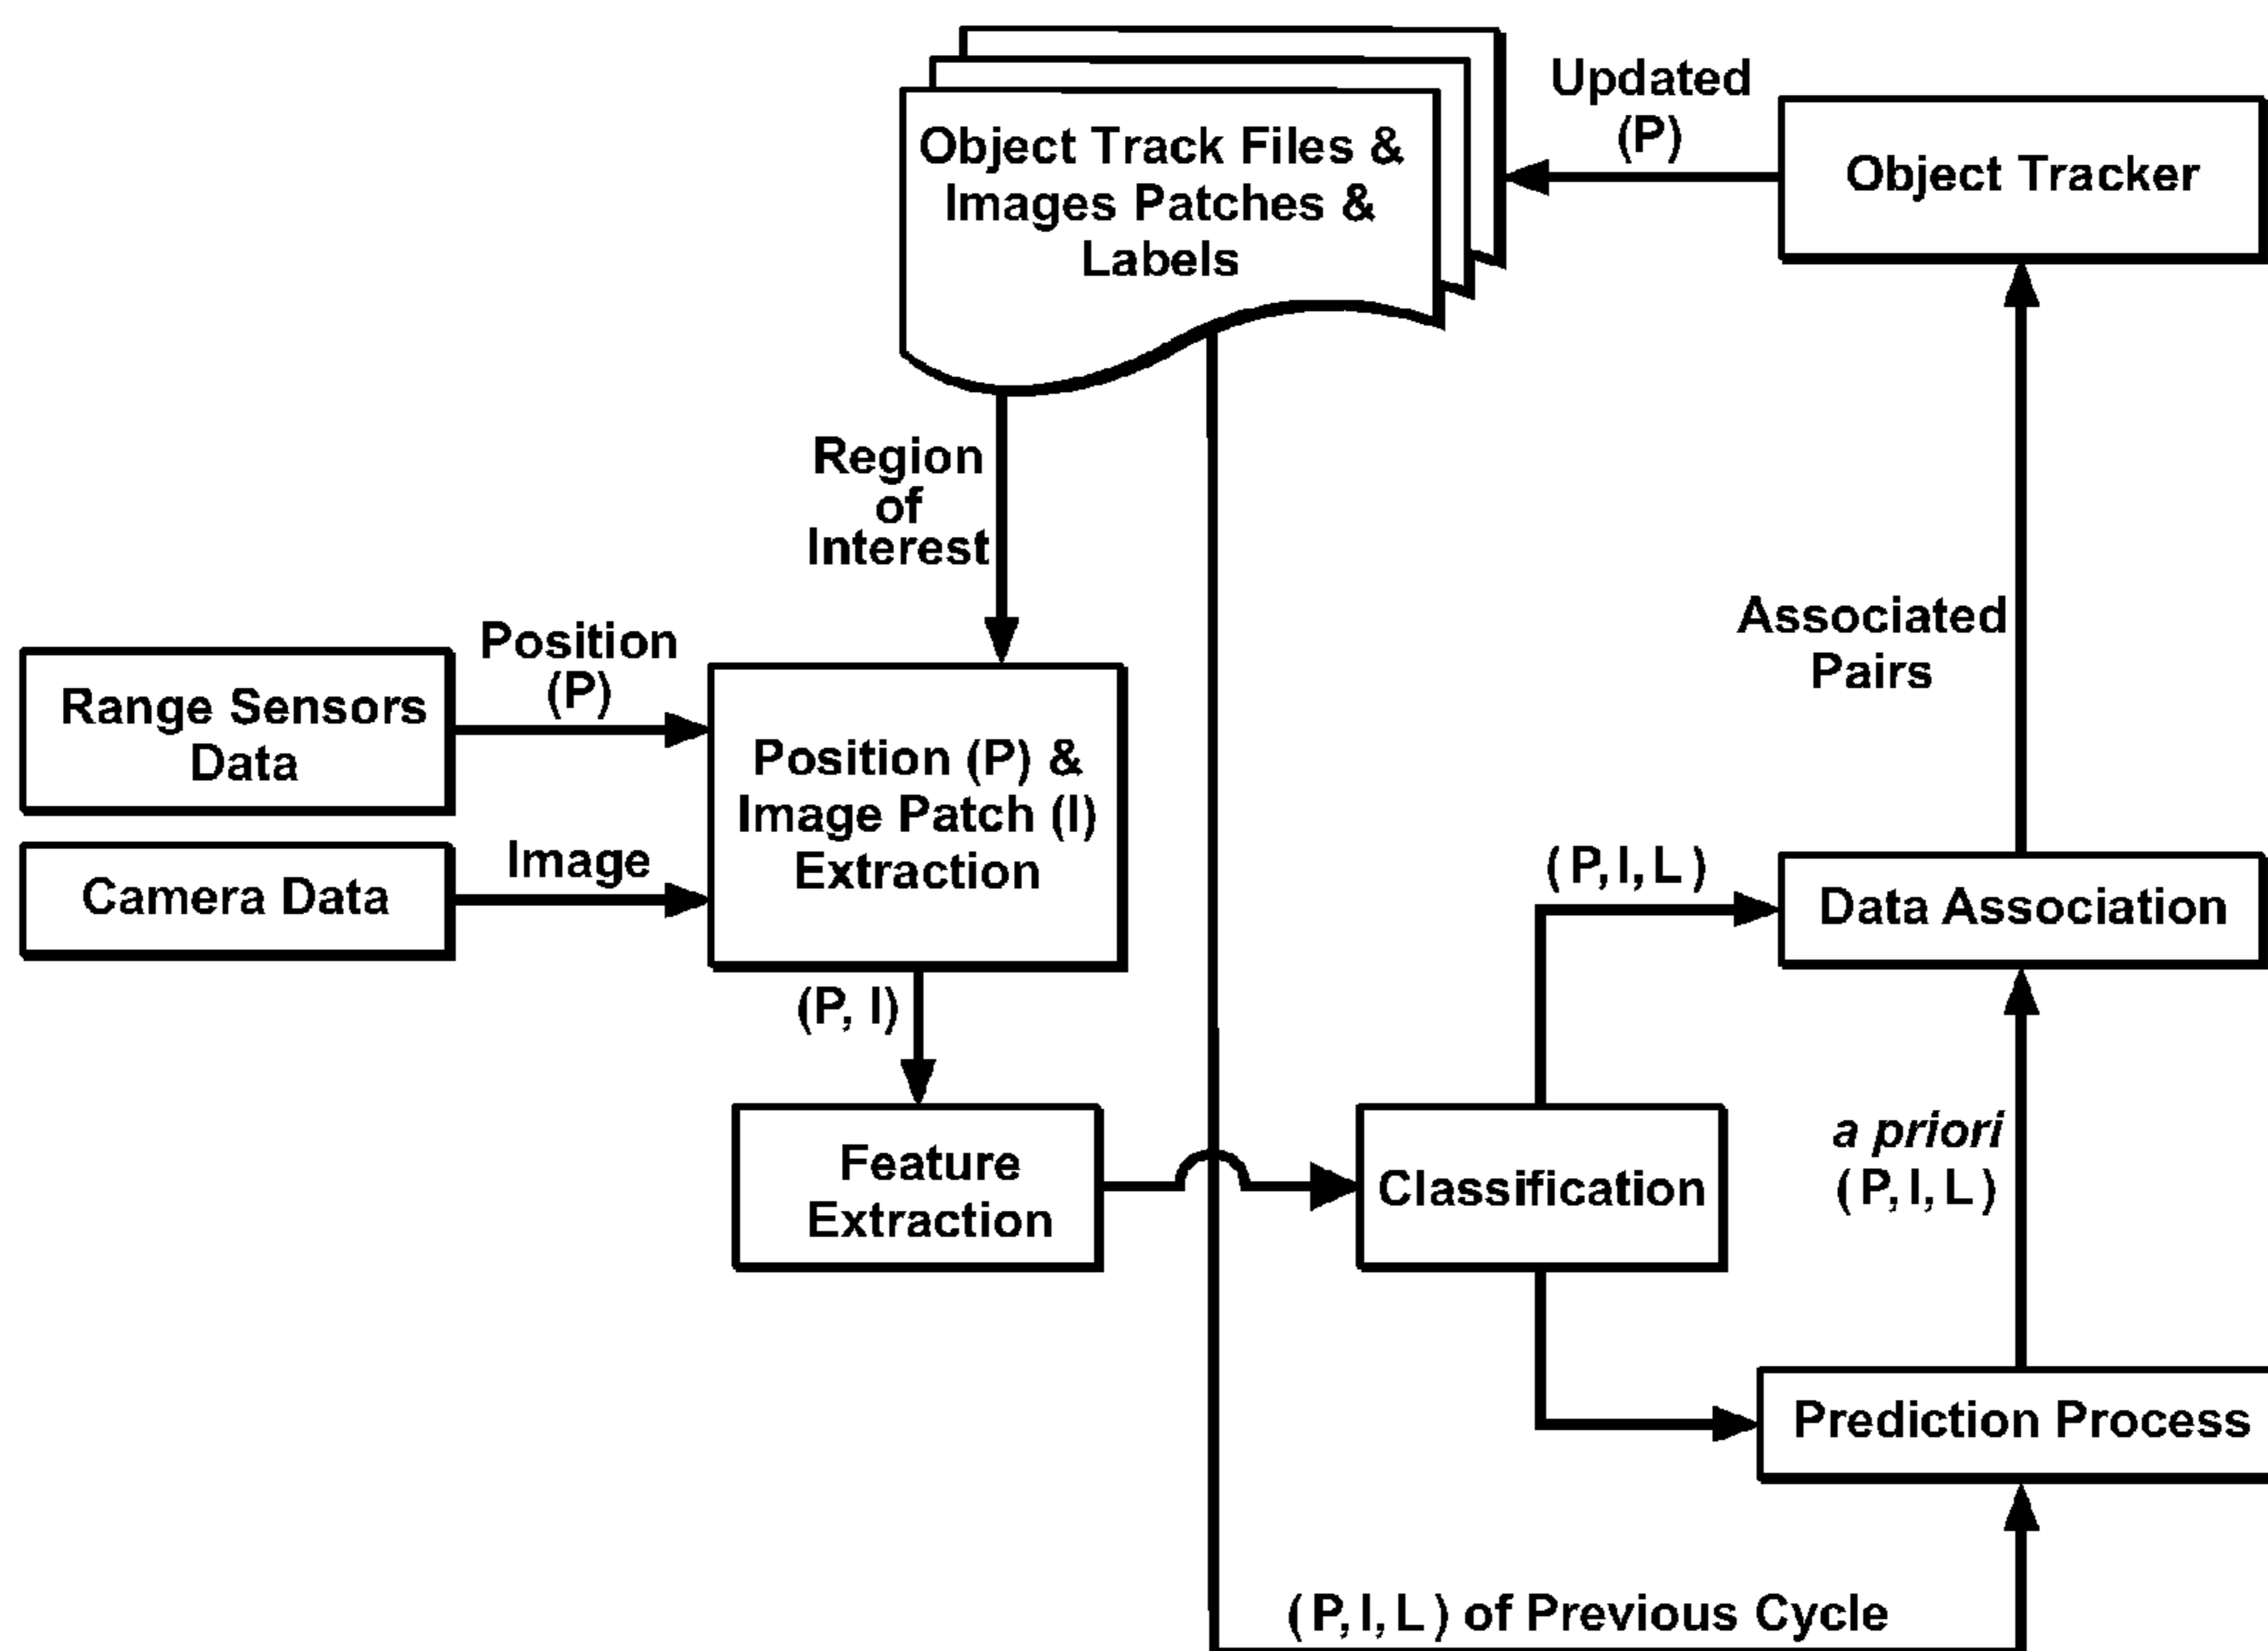 Object Track Files &
Images Patches &
Labels
Updated
(P)
Object Tracker
Region
of
Interest
Associated
Pairs
Range Sensors
Data
Position
(P)
Position (P) &
Image Patch (I)
Extraction
Camera Data
Image
(P, I)
(P, I, L)
Data Association
Feature
Extraction
Classification
a priori
(P, I, L)
Prediction Process
(P, I, L) of Previous Cycle